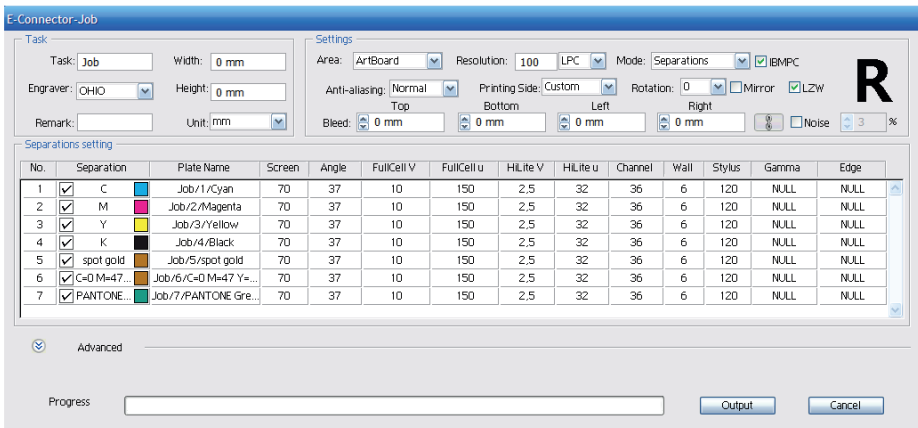 E-Connector-Job
Task
Task: Job Width: 0 mm
Engraver: OHIO Height: 0 mm
Remark: Unit: mm
Settings
Area: ArtBoard Resolution: 100 LPC Mode: Separations IBMPC
Anti-aliasing: Normal Printing Side: Custom Rotation: 0 Mirror LZW
Top Bottom Left Right
Bleed: 0 mm 0 mm 0 mm 0 mm Noise 3 %
R
Separations setting
No. Separation Plate Name Screen Angle FullCell V FullCell u HiLite V HiLite u Channel Wall Stylus Gamma Edge
1 C Job/1/Cyan 70 37 10 150 2,5 32 36 6 120 NULL NULL
2 M Job/2/Magenta 70 37 10 150 2,5 32 36 6 120 NULL NULL
3 Y Job/3/Yellow 70 37 10 150 2,5 32 36 6 120 NULL NULL
4 K Job/4/Black 70 37 10 150 2,5 32 36 6 120 NULL NULL
5 spot gold Job/5/spot gold 70 37 10 150 2,5 32 36 6 120 NULL NULL
6 C=0 M=47... Job/6/C=0 M=47 Y=... 70 37 10 150 2,5 32 36 6 120 NULL NULL
7 PANTONE... Job/7/PANTONE Gre... 70 37 10 150 2,5 32 36 6 120 NULL NULL
Advanced
Progress Output Cancel